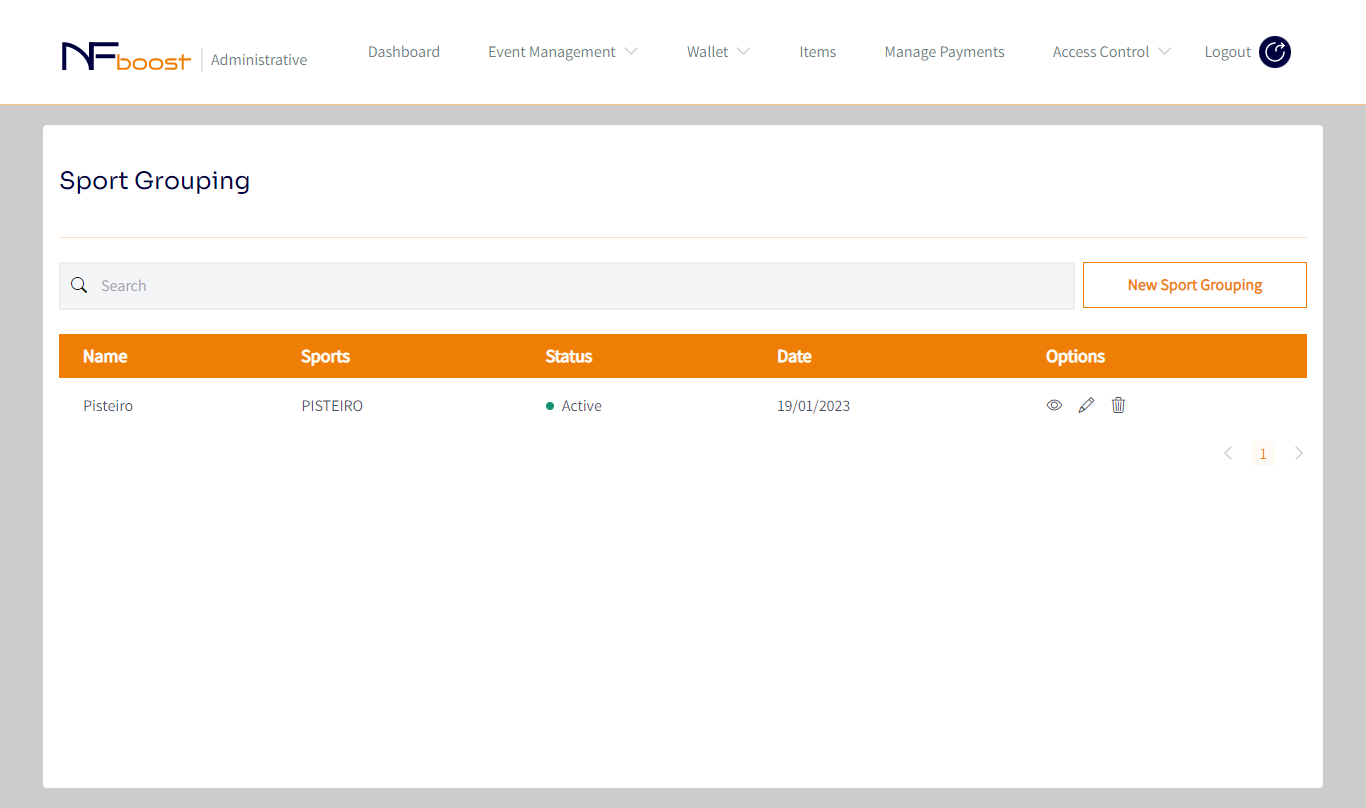 NFboost Administrative Dashboard Event Management Wallet Items Manage Payments Access Control Logout
Sport Grouping
Search New Sport Grouping
Name Sports Status Date Options
Pisteiro PISTEIRO Active 19/01/2023
1